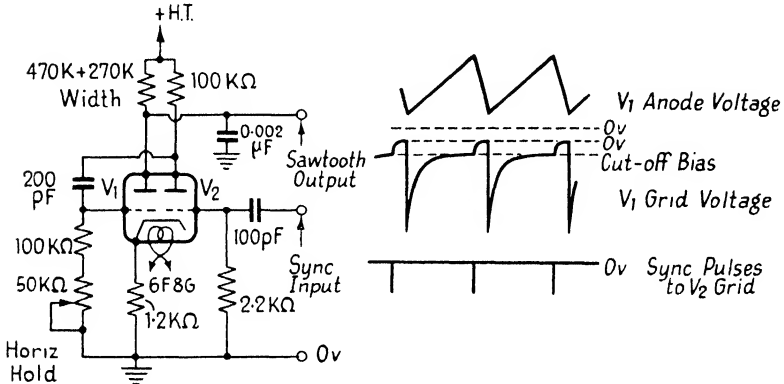 +H.T.
470K+270K
Width
100KΩ
0·002
μF
Sawtooth
Output
200
pF
V1
V2
100pF
Sync
Input
100KΩ
50KΩ
6F8G
1·2KΩ
2·2KΩ
Horiz
Hold
0v
V1 Anode Voltage
0v
0v
Cut-off Bias
V1 Grid Voltage
0v
Sync Pulses
to V2 Grid